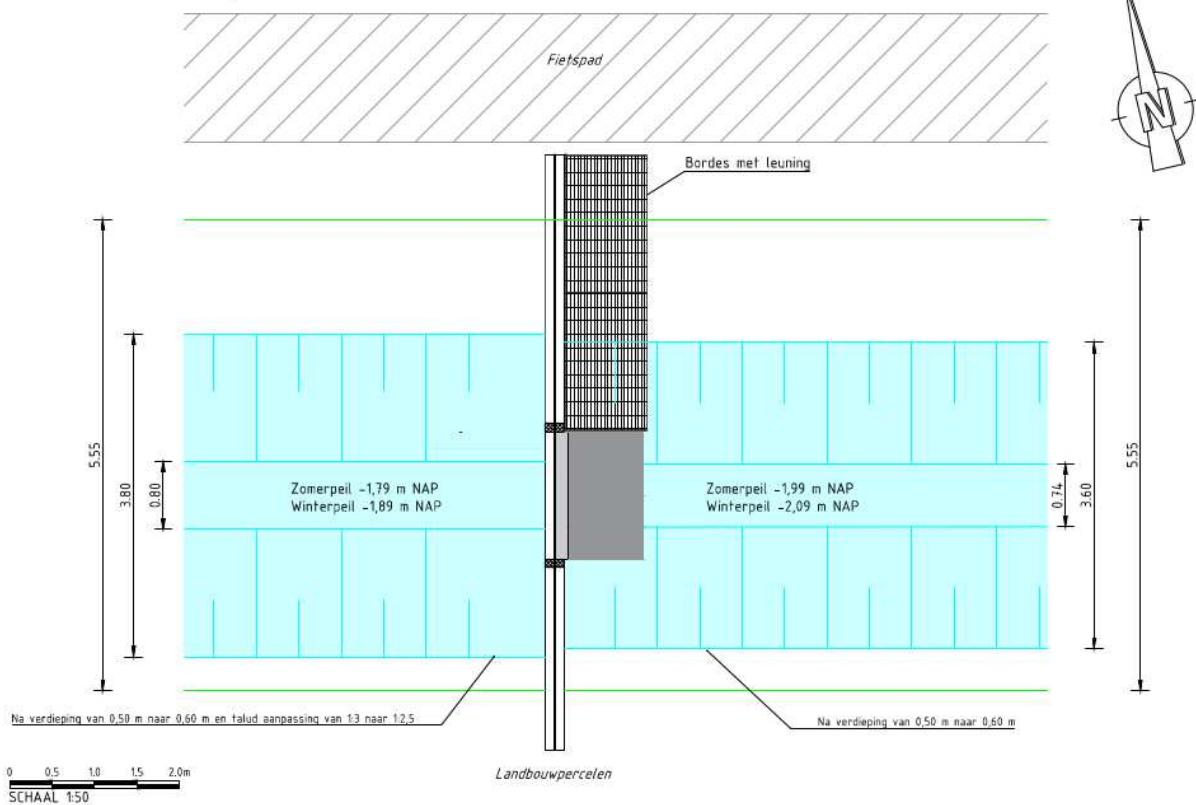 Fietspad
N
Bordes met leuning
5.55
3.80
0.80
Zomerpeil -1,79 m NAP
Winterpeil -1,89 m NAP
Zomerpeil -1,99 m NAP
Winterpeil -2,09 m NAP
0.74
3.60
5.55
Na verdieping van 0,50 m naar 0,60 m en talud aanpassing van 1:3 naar 1:2,5
Na verdieping van 0,50 m naar 0,60 m
Landbouwpercelen
0 0,5 1,0 1,5 2,0m
SCHAAL 1:50